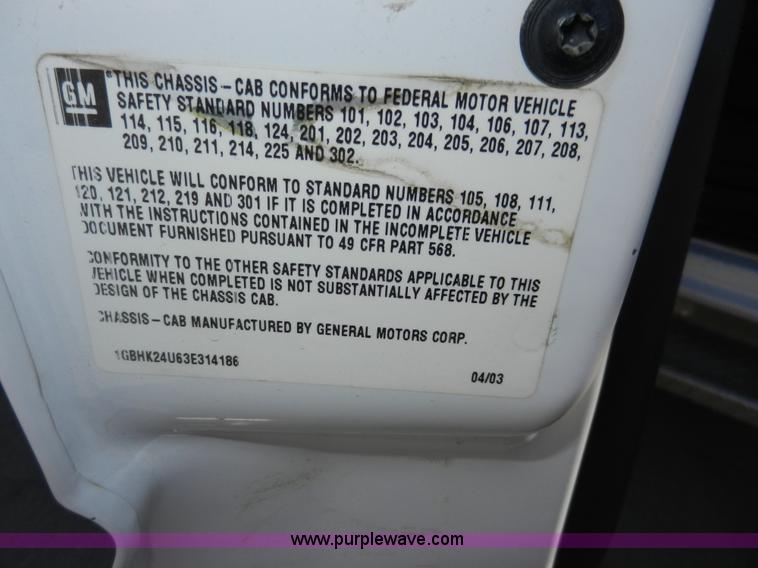 GM
®THIS CHASSIS-CAB CONFORMS TO FEDERAL MOTOR VEHICLE
SAFETY STANDARD NUMBERS 101, 102, 103, 104, 106, 107, 113,
114, 115, 116, 118, 124, 201, 202, 203, 204, 205, 206, 207, 208,
209, 210, 211, 214, 225 AND 302.
THIS VEHICLE WILL CONFORM TO STANDARD NUMBERS 105, 108, 111,
120, 121, 212, 219 AND 301 IF IT IS COMPLETED IN ACCORDANCE
WITH THE INSTRUCTIONS CONTAINED IN THE INCOMPLETE VEHICLE
DOCUMENT FURNISHED PURSUANT TO 49 CFR PART 568.
CONFORMITY TO THE OTHER SAFETY STANDARDS APPLICABLE TO THIS
VEHICLE WHEN COMPLETED IS NOT SUBSTANTIALLY AFFECTED BY THE
DESIGN OF THE CHASSIS CAB.
CHASSIS-CAB MANUFACTURED BY GENERAL MOTORS CORP.
1GBHK24U63E314186
04/03
www.purplewave.com